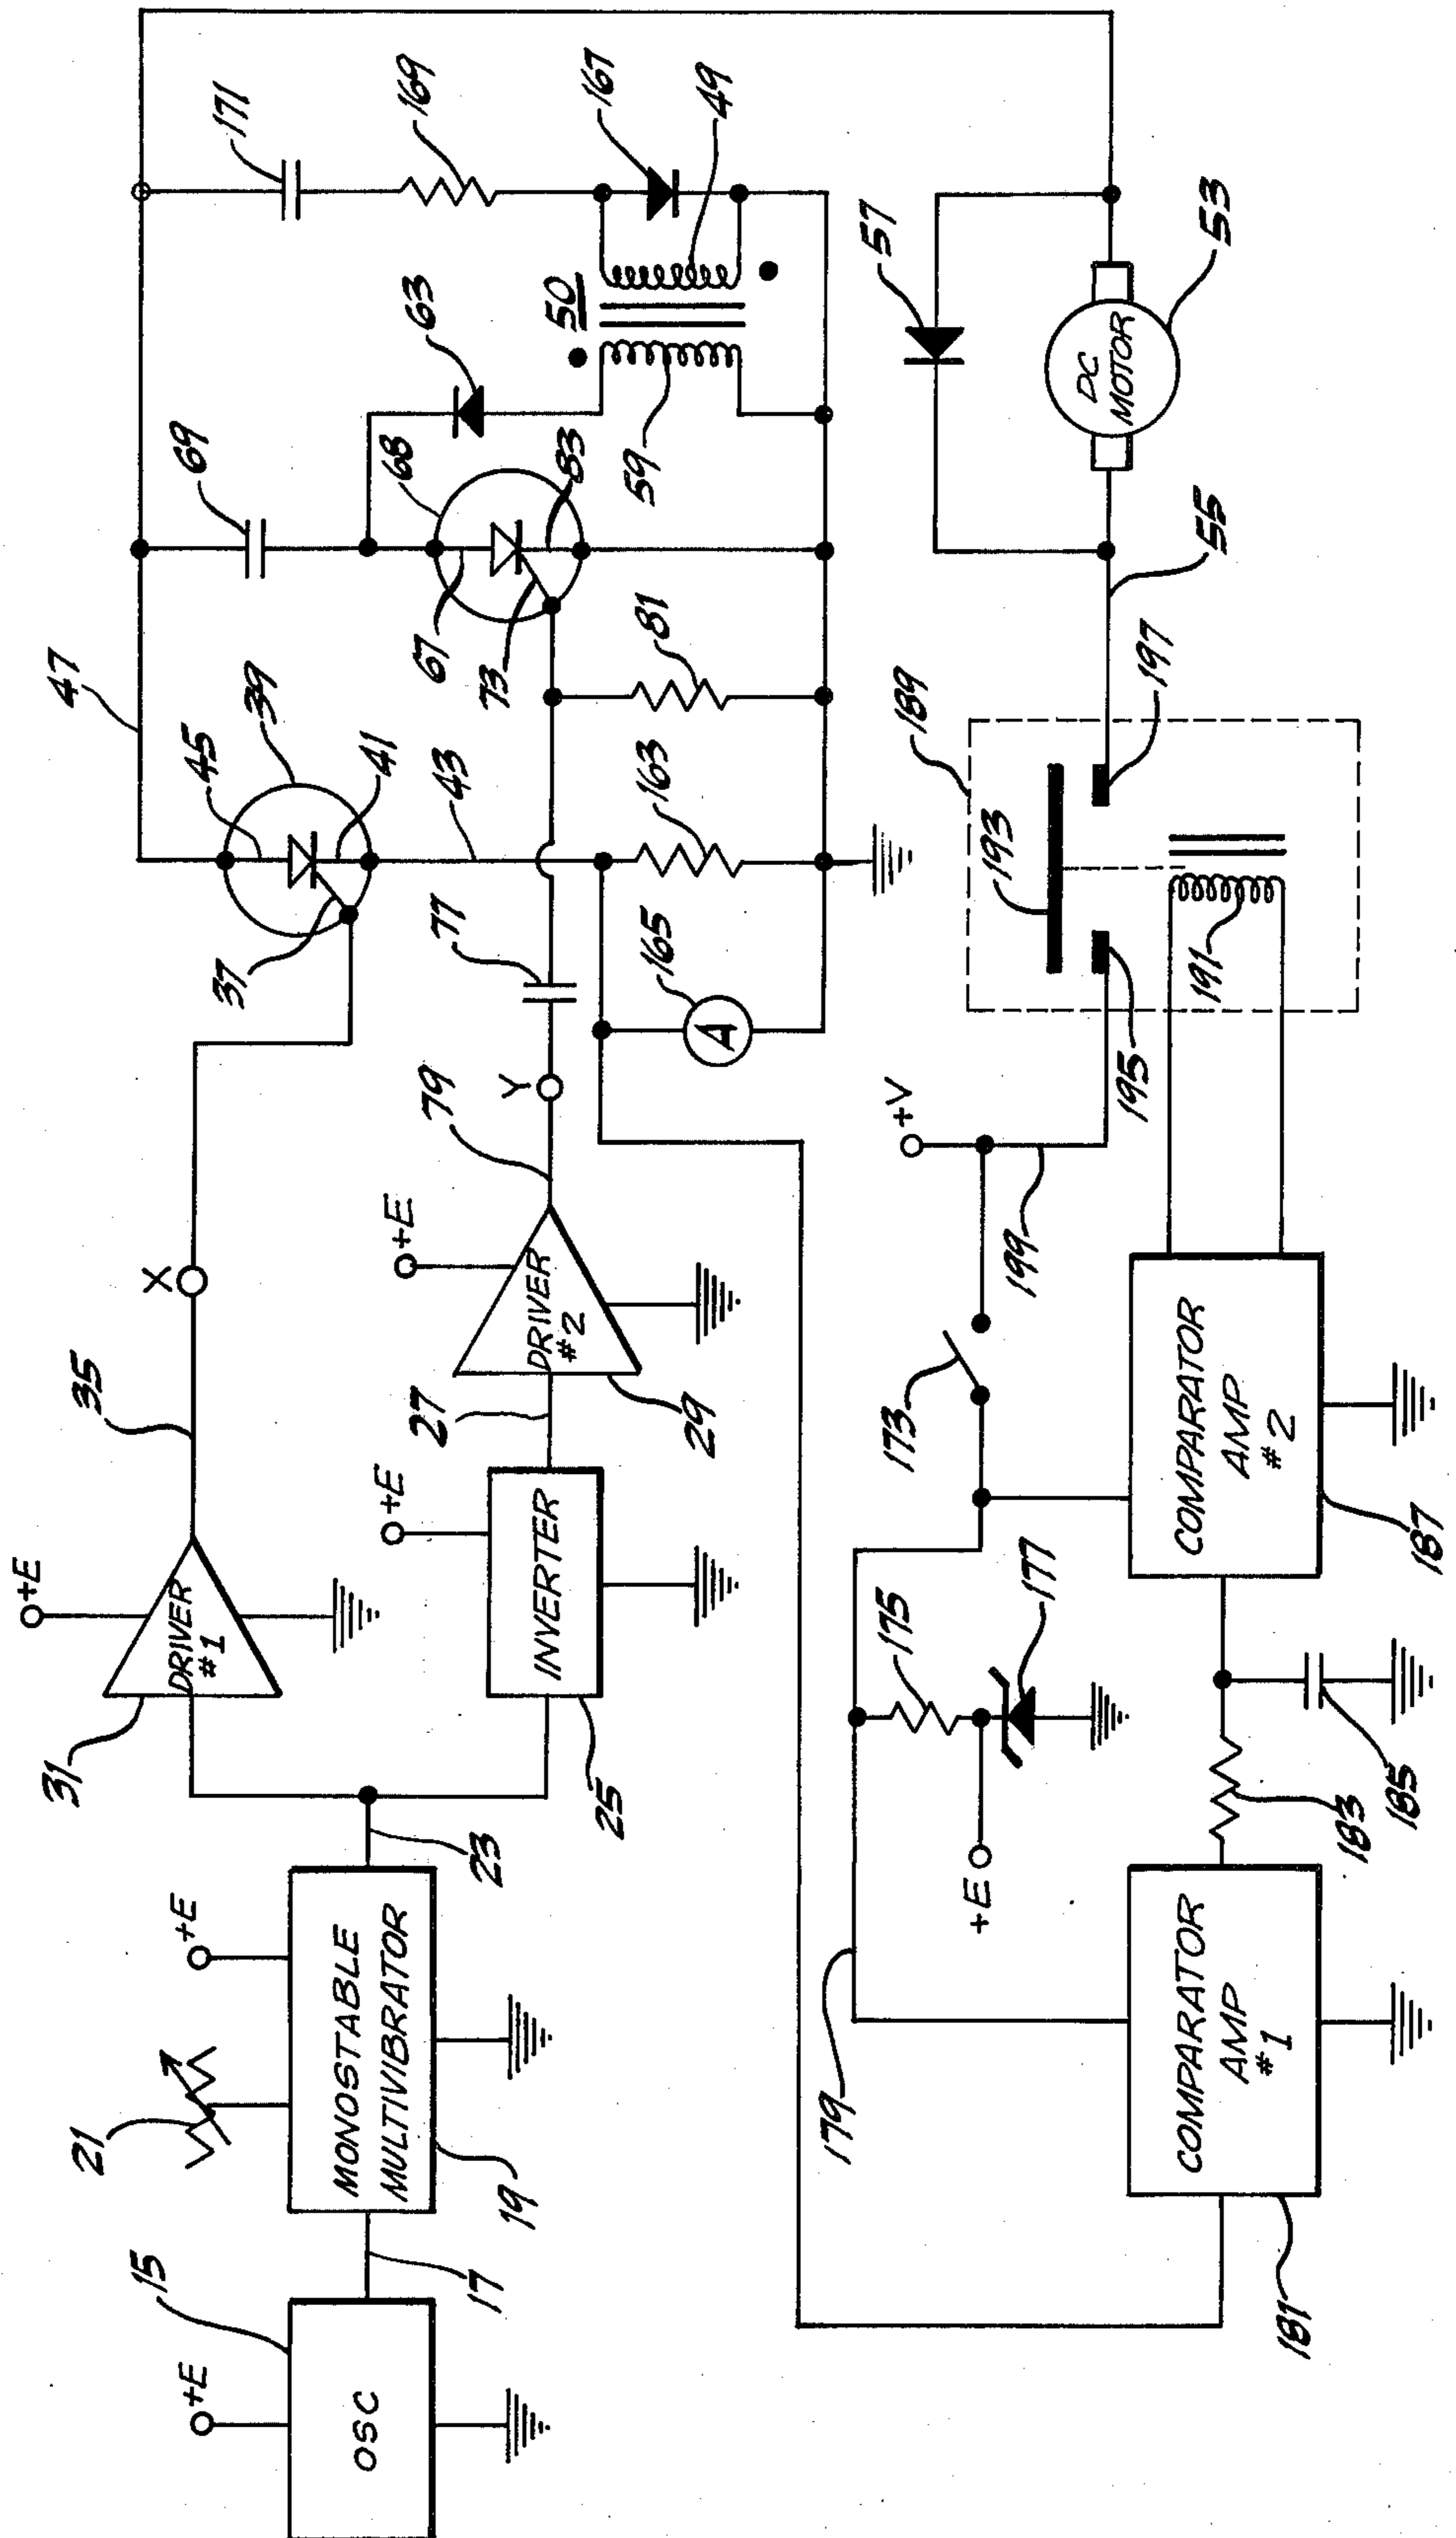 +E
15
OSC
17
21
+E
MONOSTABLE
MULTIVIBRATOR
19
23
+E
31
DRIVER
#1
35
X
+E
INVERTER
25
27
+E
DRIVER
#2
29
79
Y
77
37
39
45
41
47
43
163
165
A
81
67
73
68
83
69
63
59
50
171
169
167
49
57
DC
MOTOR
53
55
189
193
195
197
191
+V
199
173
175
177
+E
179
COMPARATOR
AMP
#1
181
183
185
COMPARATOR
AMP
#2
187